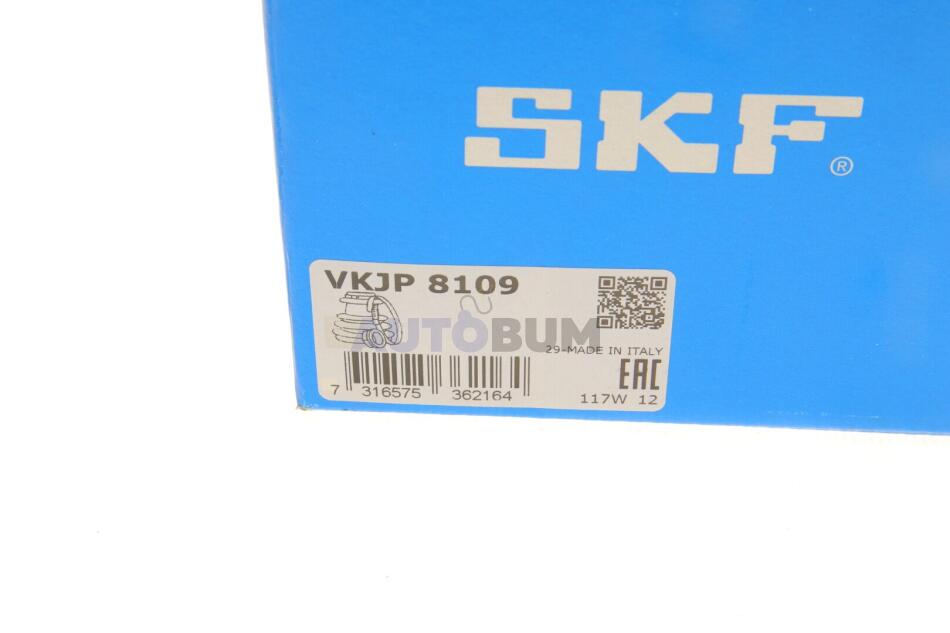 SKF®
VKJP 8109
AUTOBUM
29-MADE IN ITALY
EAC
7 316575 362164
117W 12